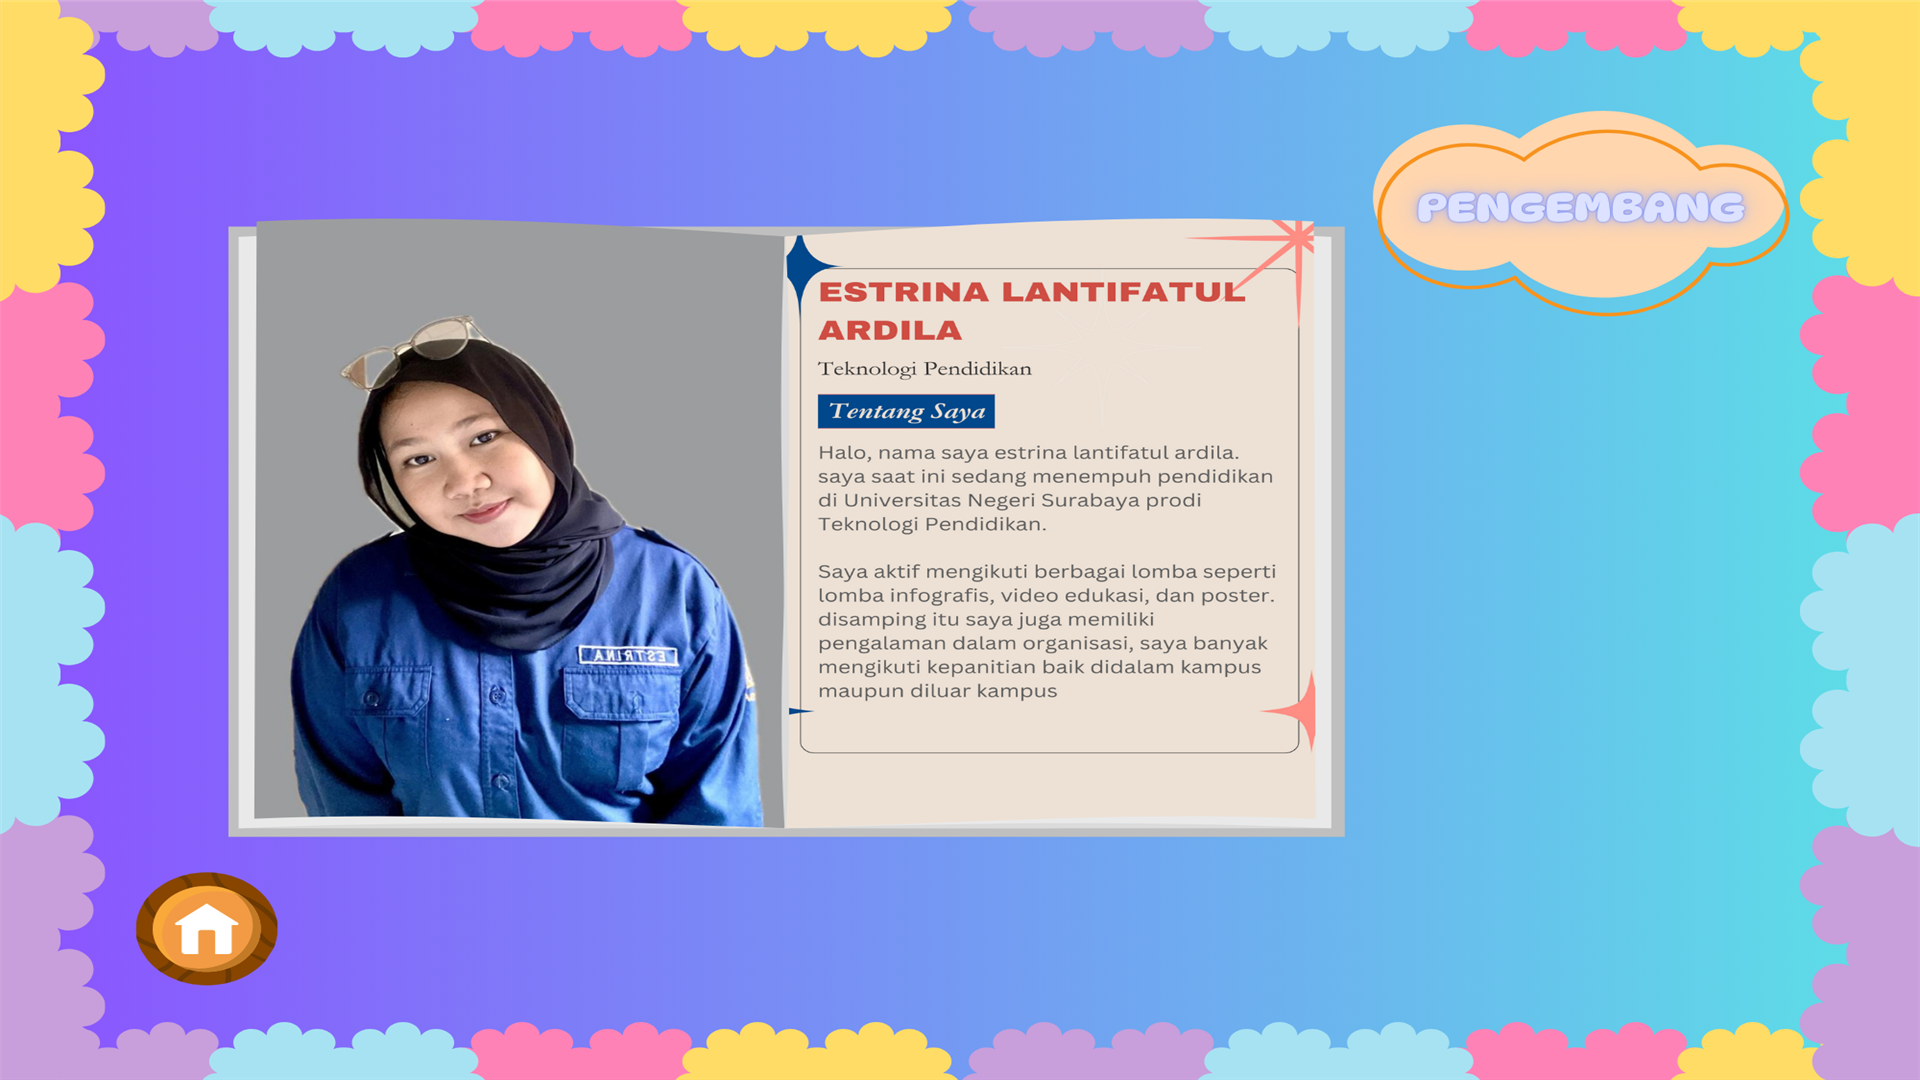 PENGEMBANG
ESTRINA LANTIFATUL
ARDILA
Teknologi Pendidikan
Tentang Saya
Halo, nama saya estrina lantifatul ardila.
saya saat ini sedang menempuh pendidikan
di Universitas Negeri Surabaya prodi
Teknologi Pendidikan.
Saya aktif mengikuti berbagai lomba seperti
lomba infografis, video edukasi, dan poster.
disamping itu saya juga memiliki
pengalaman dalam organisasi, saya banyak
mengikuti kepanitian baik didalam kampus
maupun diluar kampus
ESTRINA